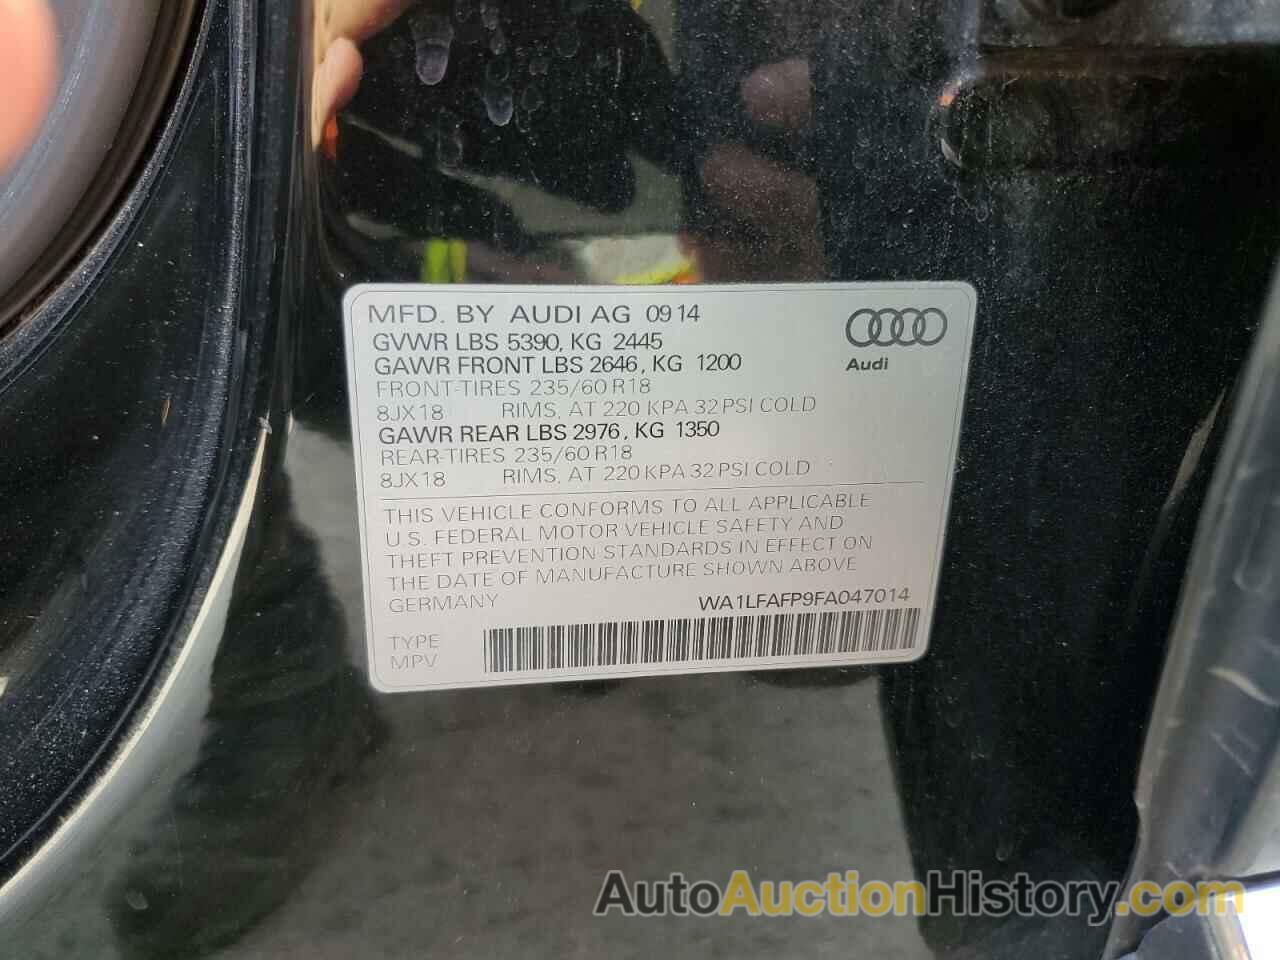 MFD. BY AUDI AG 0914
GVWR LBS 5390, KG 2445
GAWR FRONT LBS 2646, KG 1200
FRONT-TIRES 235/60 R18
8JX18 RIMS, AT 220 KPA 32 PSI COLD
GAWR REAR LBS 2976, KG 1350
REAR-TIRES 235/60 R18
8JX18 RIMS, AT 220 KPA 32 PSI COLD
Audi
THIS VEHICLE CONFORMS TO ALL APPLICABLE
U.S. FEDERAL MOTOR VEHICLE SAFETY AND
THEFT PREVENTION STANDARDS IN EFFECT ON
THE DATE OF MANUFACTURE SHOWN ABOVE
GERMANY WA1LFAFP9FA047014
TYPE
MPV
AutoAuctionHistory.com